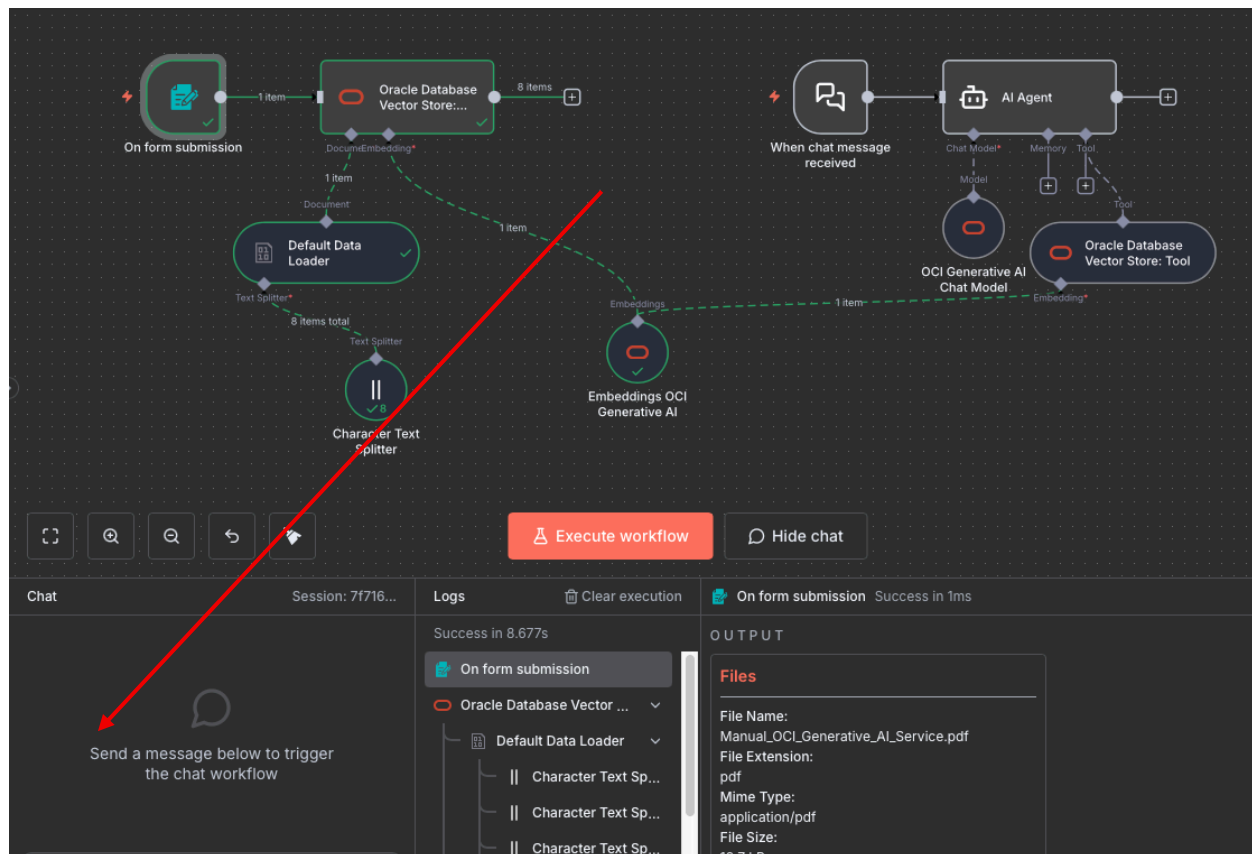 1 item
Oracle Database
Vector Store:...
8 items
On form submission
Embedding*
1 item
Document
Default Data
Loader
Text Splitter*
8 items total
Text Splitter
8
Character Text
Splitter
1 item
Embeddings
Embeddings OCI
Generative AI
When chat message
received
AI Agent
Chat Model*
Memory
Tool
Model
OCI Generative AI
Chat Model
Tool
Oracle Database
Vector Store: Tool
Embedding*
1 item
Execute workflow
Hide chat
Chat
Session: 7f716...
Send a message below to trigger
the chat workflow
Logs
Clear execution
Success in 8.677s
On form submission
Oracle Database Vector ...
Default Data Loader
Character Text Sp...
Character Text Sp...
Character Text Sp...
On form submission Success in 1ms
OUTPUT
Files
File Name:
Manual_OCI_Generative_AI_Service.pdf
File Extension:
pdf
Mime Type:
application/pdf
File Size: